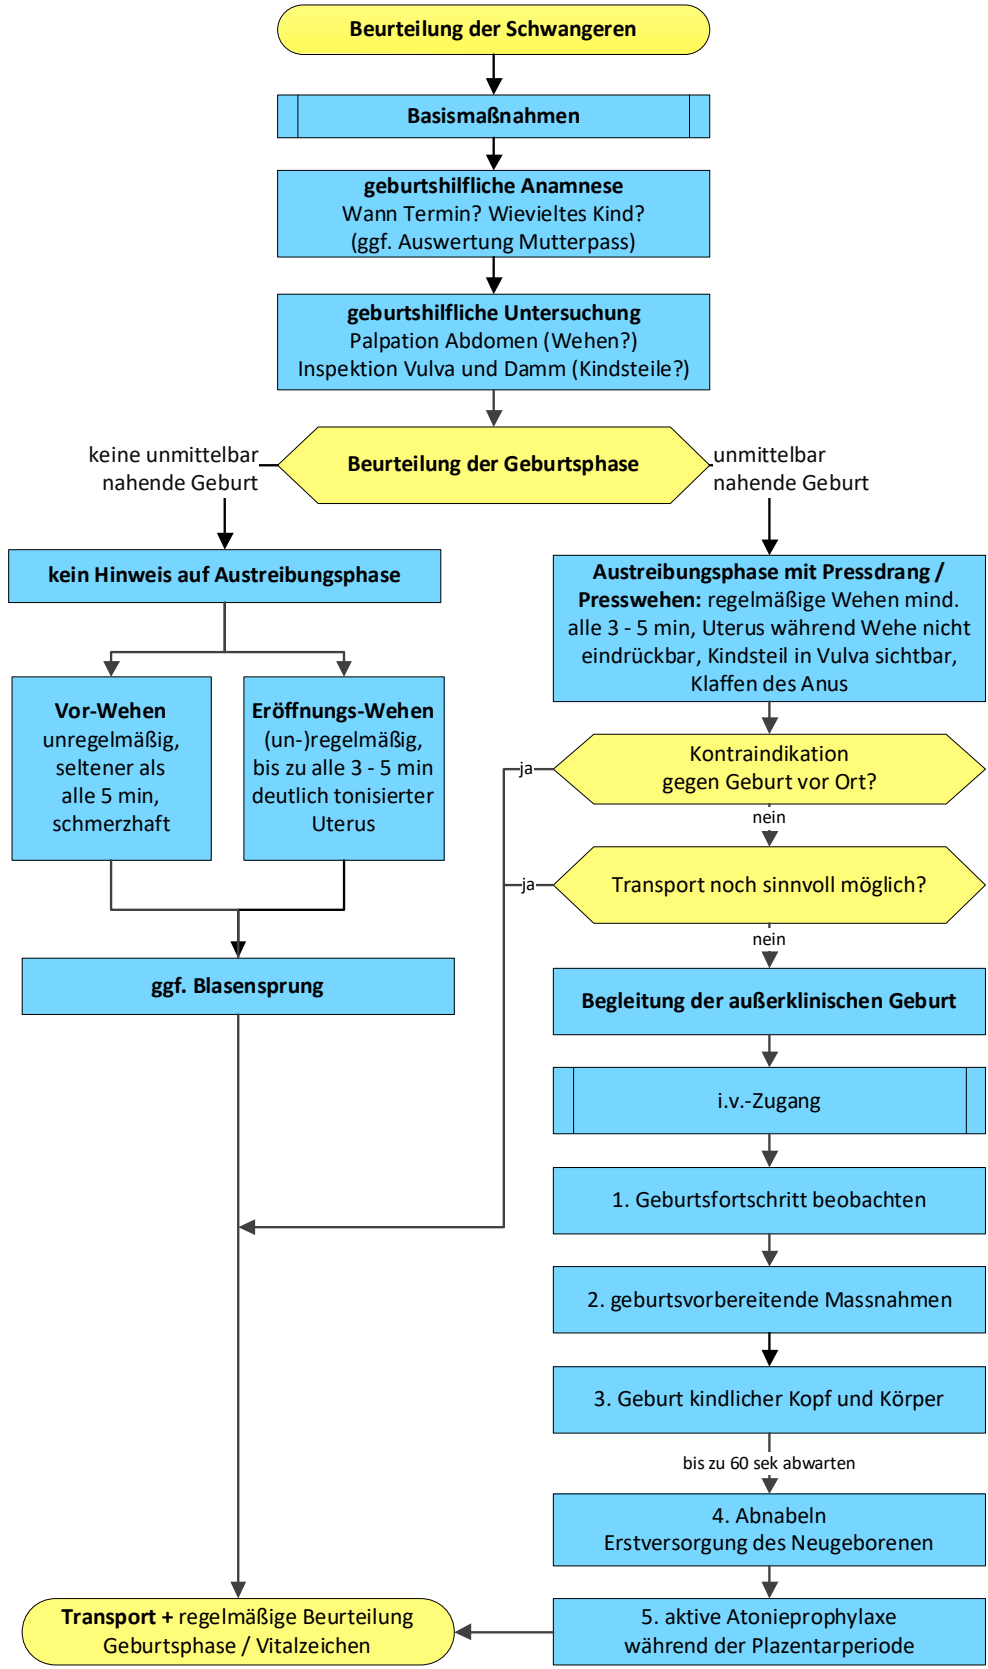 Beurteilung der Schwangeren
Basismaßnahmen
geburtshilfliche Anamnese
Wann Termin? Wievieltes Kind?
(ggf. Auswertung Mutterpass)
geburtshilfliche Untersuchung
Palpation Abdomen (Wehen?)
Inspektion Vulva und Damm (Kindsteile?)
Beurteilung der Geburtsphase
keine unmittelbar
nahende Geburt
kein Hinweis auf Austreibungsphase
Vor-Wehen
unregelmäßig,
seltener als
alle 5 min,
schmerzhaft
Eröffnungs-Wehen
(un-)regelmäßig,
bis zu alle 3 - 5 min
deutlich tonisierter
Uterus
ggf. Blasensprung
unmittelbar
nahende Geburt
Austreibungsphase mit Pressdrang /
Presswehen: regelmäßige Wehen mind.
alle 3 - 5 min, Uterus während Wehe nicht
eindrückbar, Kindsteil in Vulva sichtbar,
Klaffen des Anus
Kontraindikation
gegen Geburt vor Ort?
ja
nein
Transport noch sinnvoll möglich?
ja
nein
Begleitung der außerklinischen Geburt
i.v.-Zugang
1. Geburtsfortschritt beobachten
2. geburtsvorbereitende Massnahmen
3. Geburt kindlicher Kopf und Körper
bis zu 60 sek abwarten
4. Abnabeln
Erstversorgung des Neugeborenen
5. aktive Atonieprophylaxe
während der Plazentarperiode
Transport + regelmäßige Beurteilung
Geburtsphase / Vitalzeichen